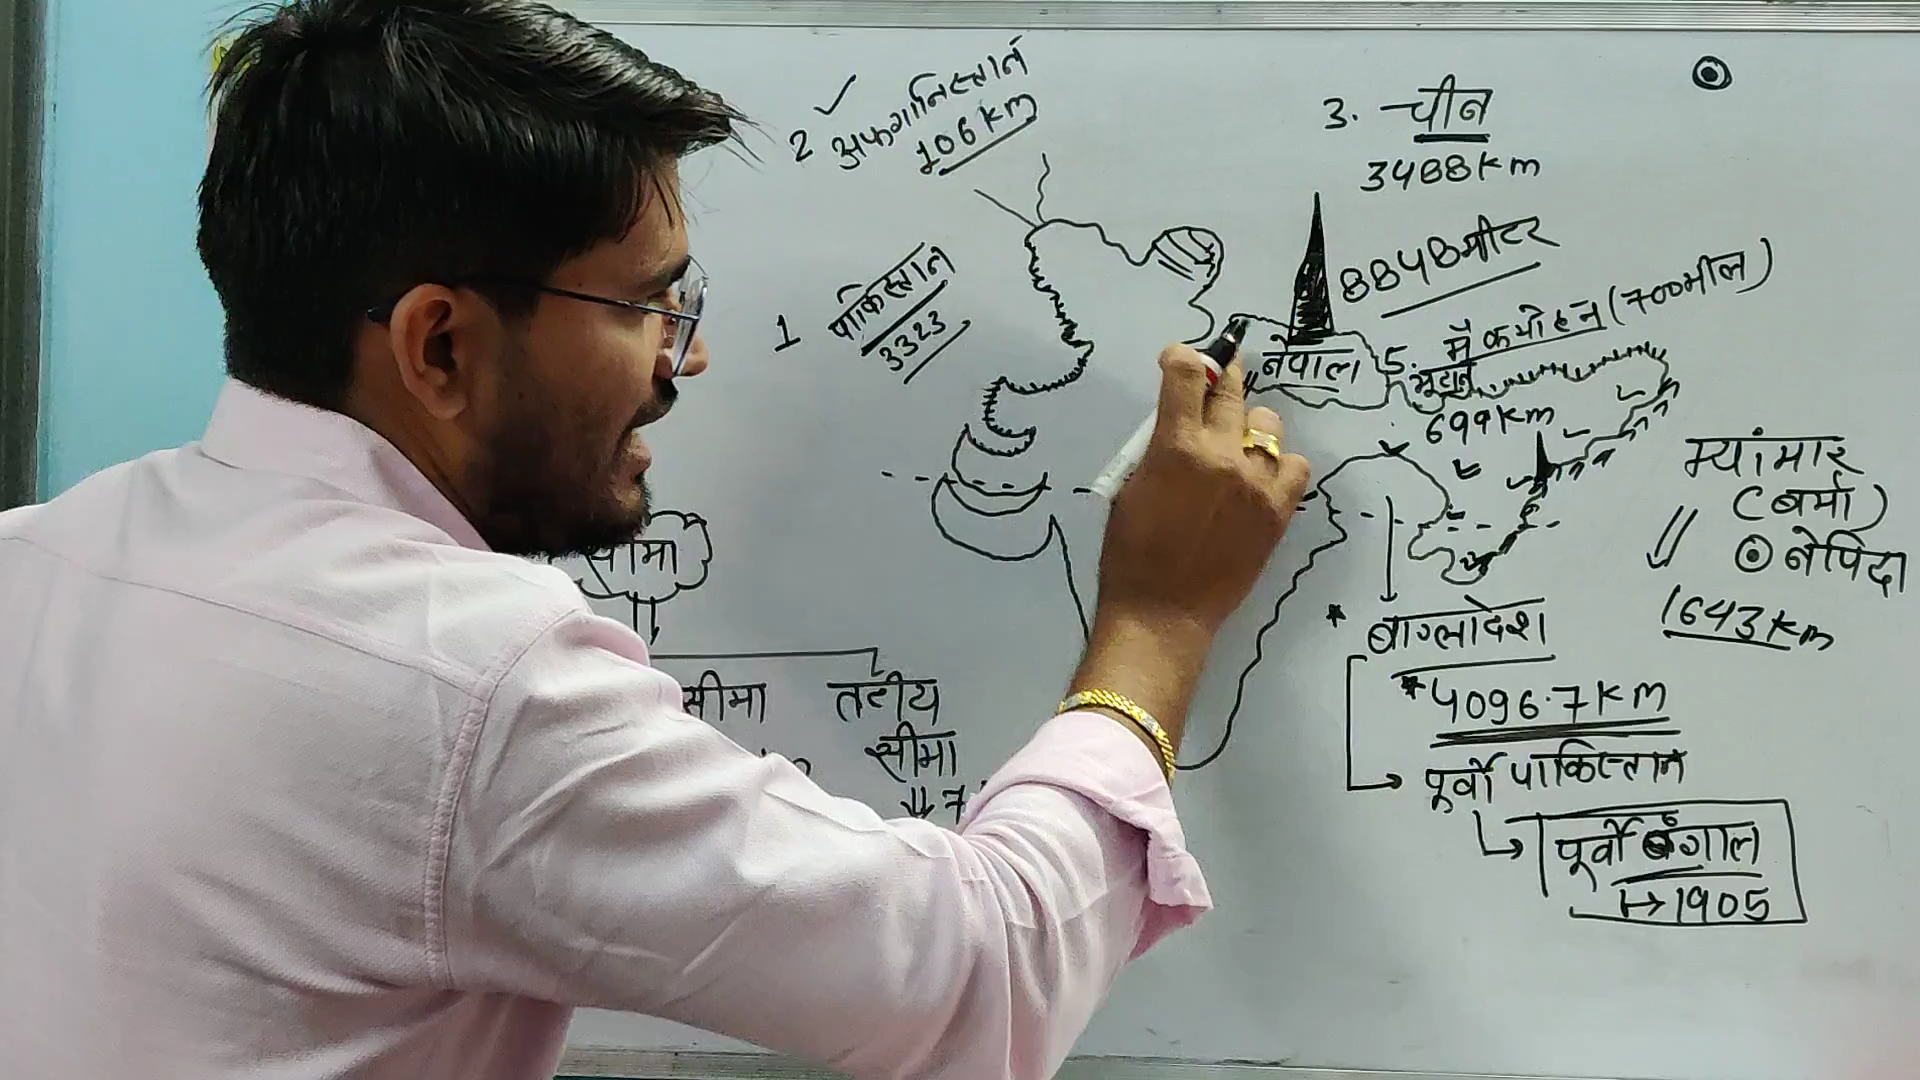 2 अफगानिस्तान
106 km
1 पाकिस्तान
3323
3. चीन
3488 km
8848 मीटर
मैकमोहन (700 मील)
नेपाल
5. भूटान
699 km
म्यांमार
(बर्मा)
नेपिदा
1643 km
सीमा
सीमा तटीय
सीमा
7
* बाग्लादेश
* 4096.7 km
पूर्वी पाकिस्तान
पूर्वी बंगाल
1905